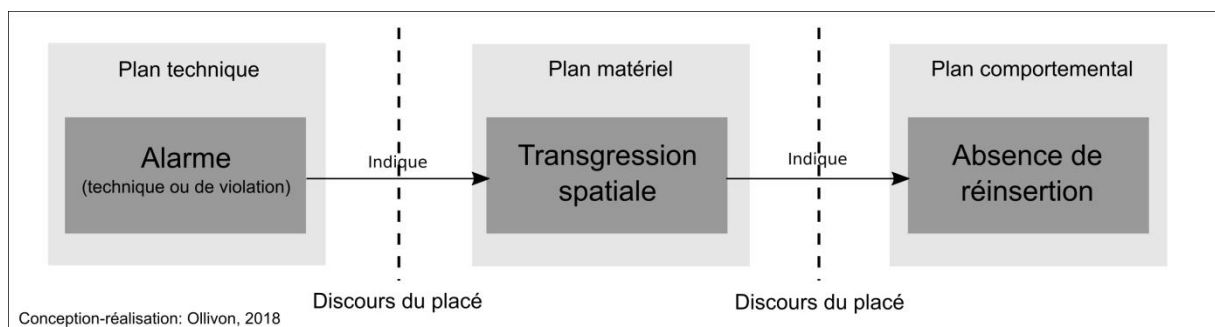 Plan technique
Alarme
(technique ou de violation)
Indique
Discours du placé
Plan matériel
Transgression
spatiale
Indique
Discours du placé
Plan comportemental
Absence de
réinsertion
Conception-réalisation: Ollivon, 2018